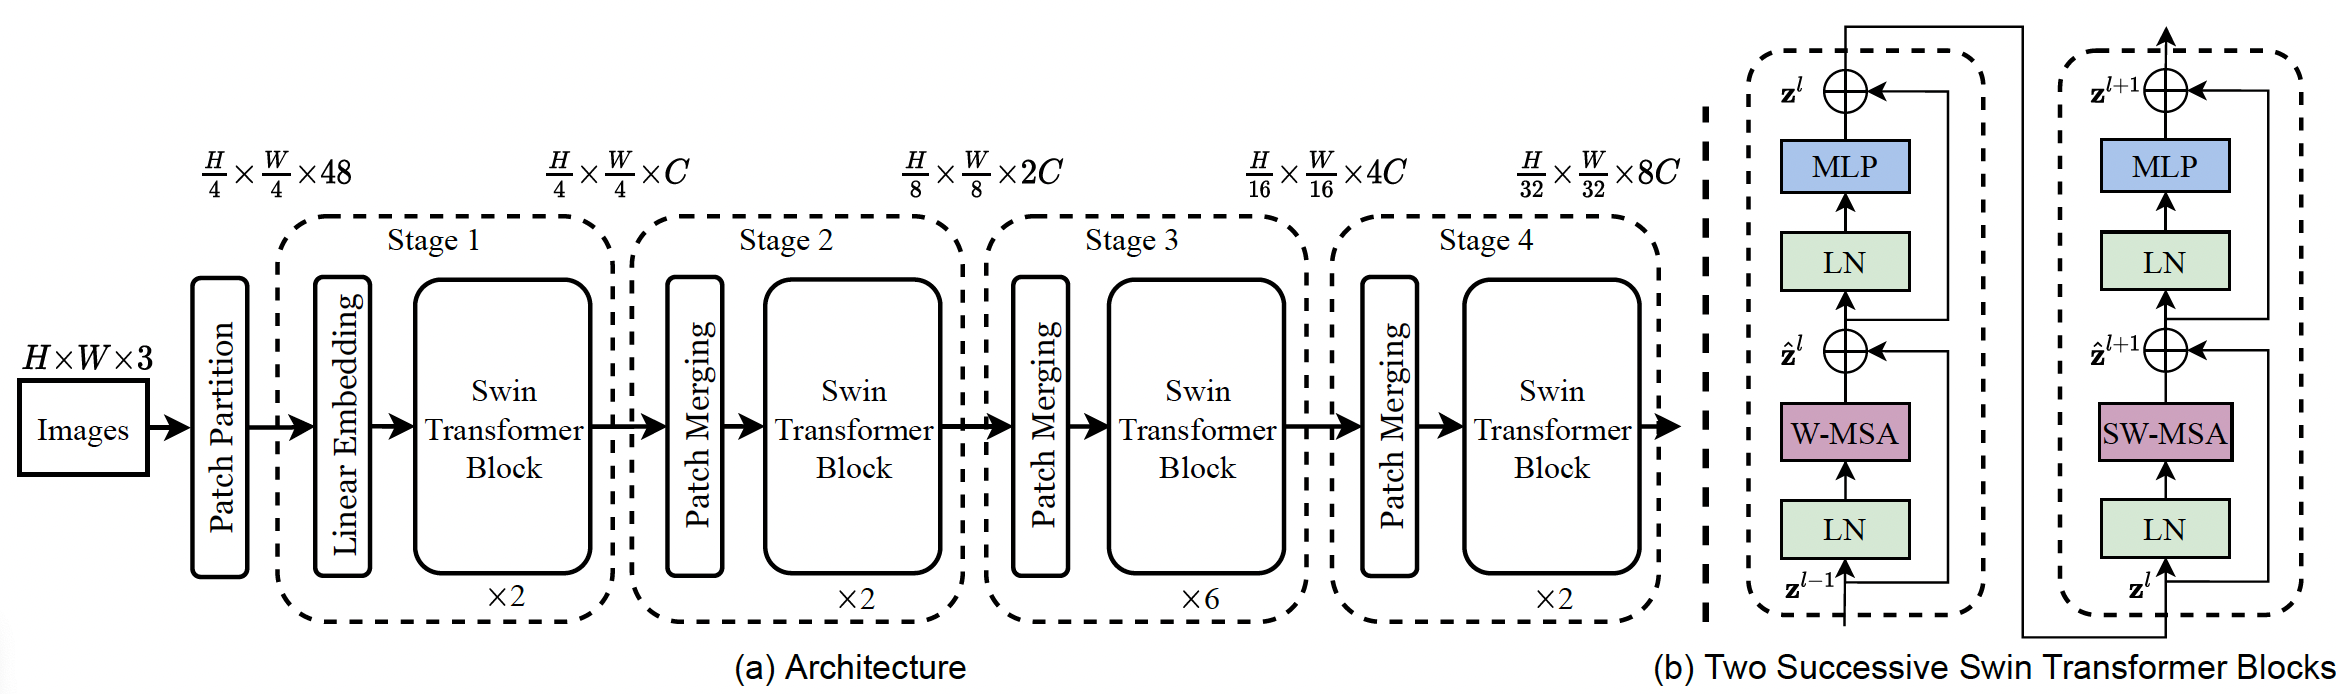 H/4 × W/4 × 48
H/4 × W/4 × C
H/8 × W/8 × 2C
H/16 × W/16 × 4C
H/32 × W/32 × 8C
Stage 1
Stage 2
Stage 3
Stage 4
H×W×3
Images
Patch Partition
Linear Embedding
Swin
Transformer
Block
×2
Patch Merging
Swin
Transformer
Block
×2
Patch Merging
Swin
Transformer
Block
×6
Patch Merging
Swin
Transformer
Block
×2
(a) Architecture
z^l
MLP
LN
ẑ^l
W-MSA
LN
z^{l−1}
z^{l+1}
MLP
LN
ẑ^{l+1}
SW-MSA
LN
z^l
(b) Two Successive Swin Transformer Blocks